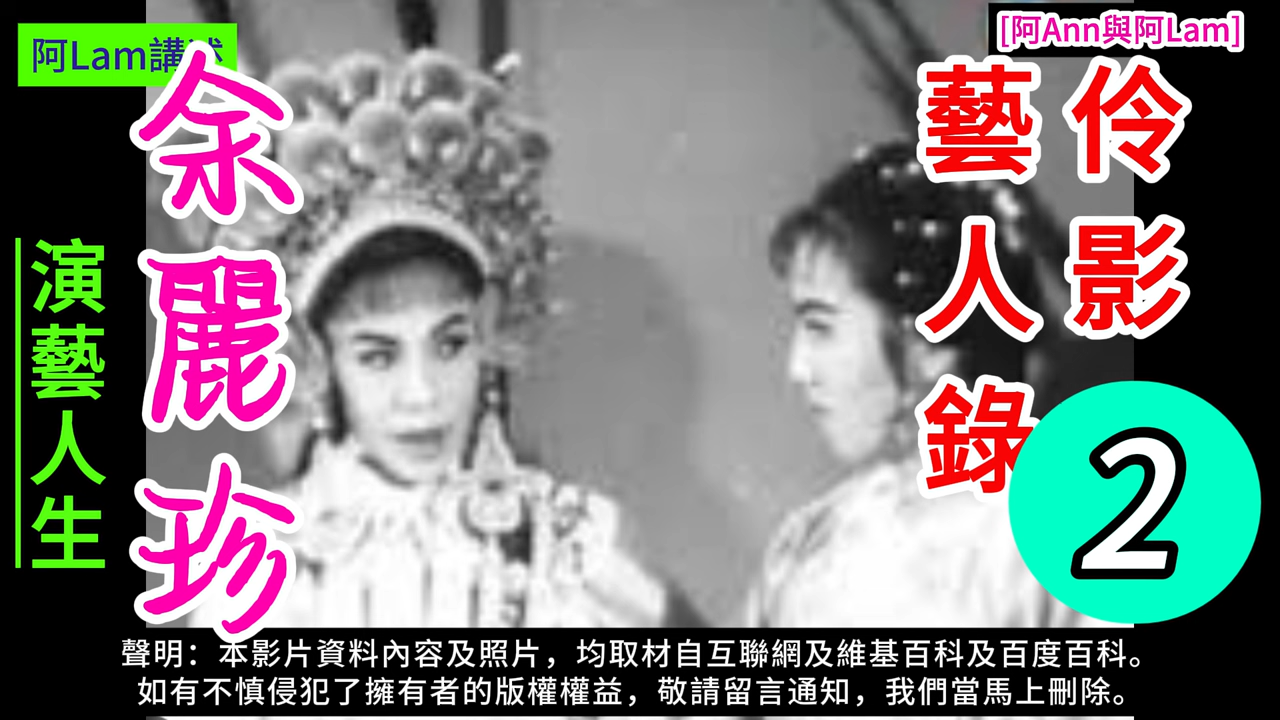 阿Lam講述
[阿Ann與阿Lam]
伶影
藝人錄
2
余麗珍
演藝人生
聲明：本影片資料內容及照片，均取材自互聯網及維基百科及百度百科。
如有不慎侵犯了擁有者的版權權益，敬請留言通知，我們當馬上刪除。